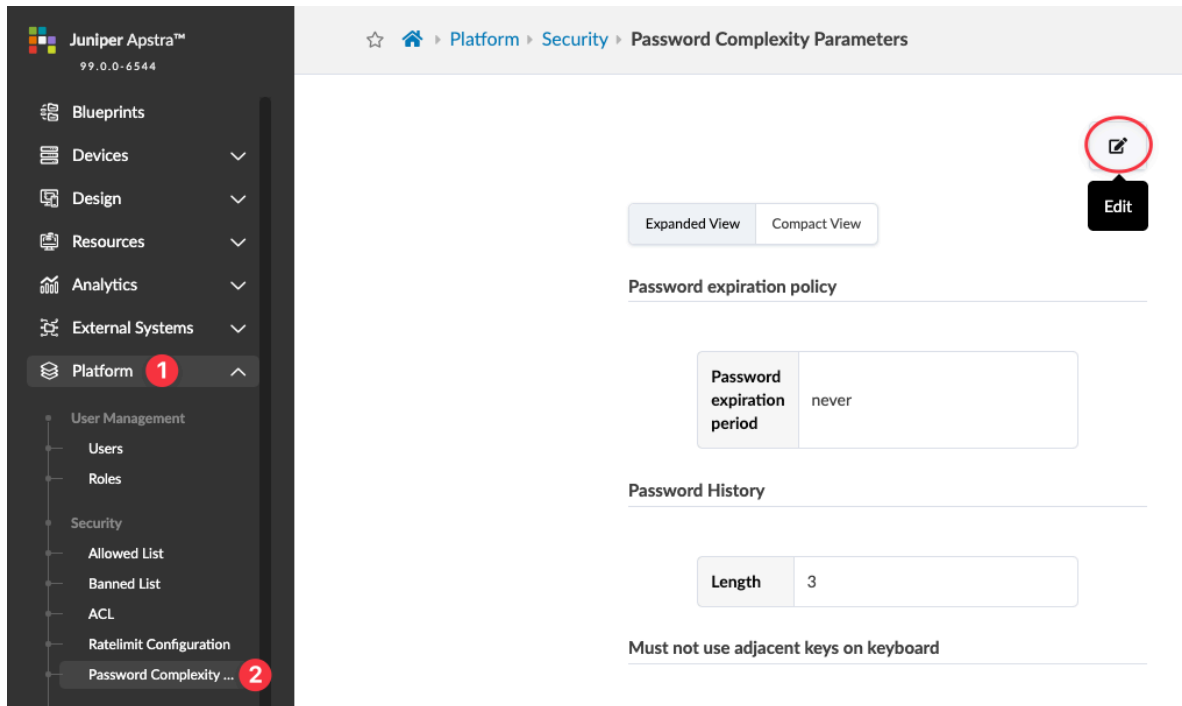 Juniper Apstra™
99.0.0-6544
Blueprints
Devices
Design
Resources
Analytics
External Systems
Platform 1
User Management
Users
Roles
Security
Allowed List
Banned List
ACL
Ratelimit Configuration
Password Complexity ... 2
Platform Security Password Complexity Parameters
Edit
Expanded View Compact View
Password expiration policy
Password
expiration
period
never
Password History
Length 3
Must not use adjacent keys on keyboard